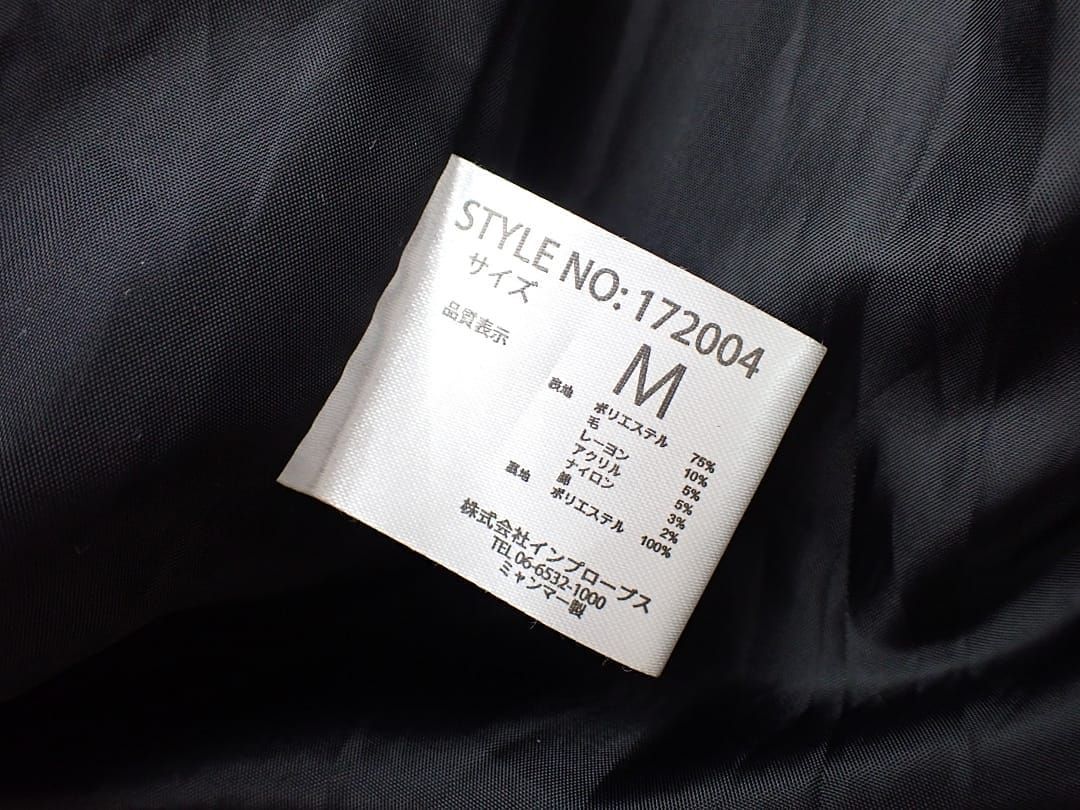 STYLE NO: 172004
サイズ M
品質表示
表地 ポリエステル 75%
毛 10%
レーヨン 5%
アクリル 5%
ナイロン 3%
綿 2%
裏地 ポリエステル 100%
株式会社インプローブス
TEL 06-6532-1000
ミャンマー製